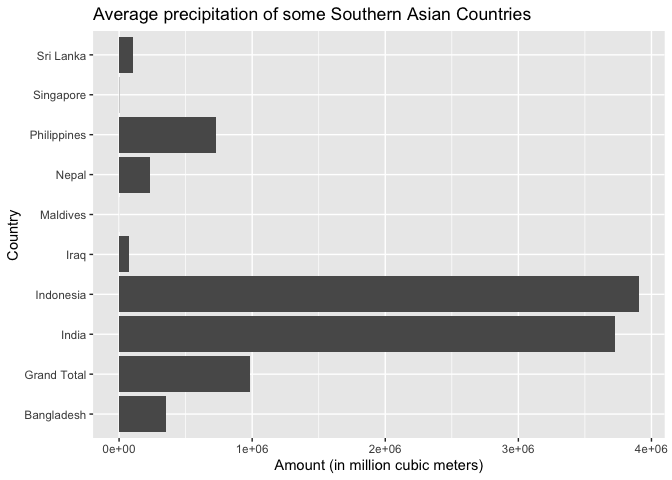 Average precipitation of some Southern Asian Countries
Sri Lanka
Singapore
Philippines
Nepal
Maldives
Iraq
Indonesia
India
Grand Total
Bangladesh
Country
0e+00 1e+06 2e+06 3e+06 4e+06
Amount (in million cubic meters)